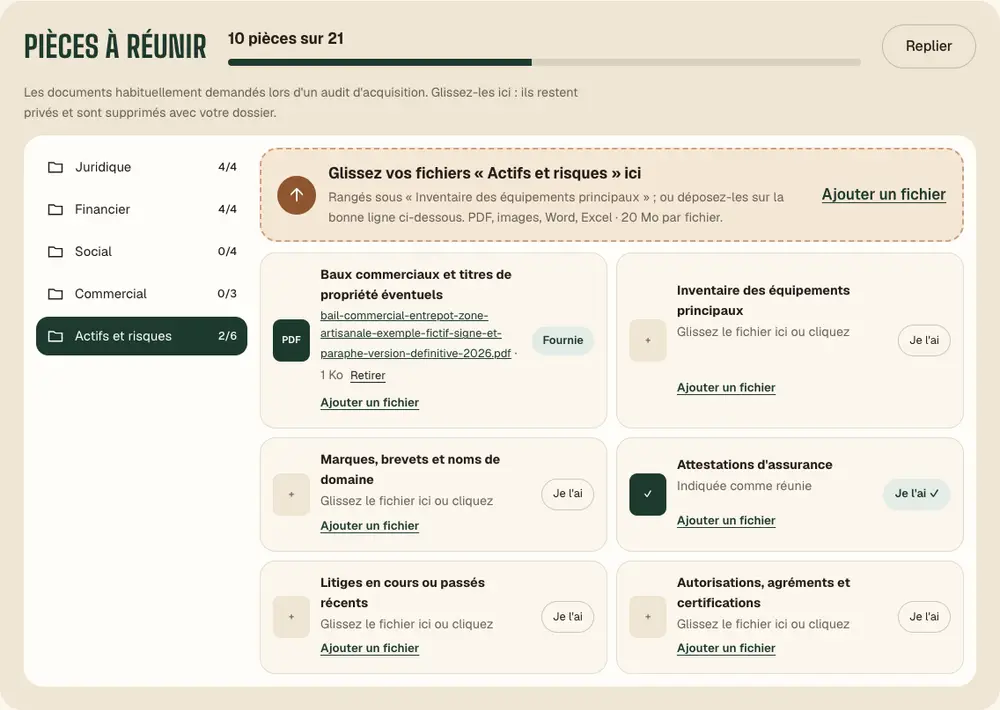 PIÈCES À RÉUNIR
10 pièces sur 21
Replier
Les documents habituellement demandés lors d'un audit d'acquisition. Glissez-les ici : ils restent
privés et sont supprimés avec votre dossier.
Juridique 4/4
Financier 4/4
Social 0/4
Commercial 0/3
Actifs et risques 2/6
Glissez vos fichiers « Actifs et risques » ici
Rangés sous « Inventaire des équipements principaux » ; ou déposez-les sur la
bonne ligne ci-dessous. PDF, images, Word, Excel · 20 Mo par fichier.
Ajouter un fichier
PDF
Baux commerciaux et titres de
propriété éventuels
bail-commercial-entrepot-zone-
artisanale-exemple-fictif-signe-et-
paraphe-version-definitive-2026.pdf ·
1 Ko Retirer
Ajouter un fichier
Fournie
+
Inventaire des équipements
principaux
Glissez le fichier ici ou cliquez
Ajouter un fichier
Je l'ai
+
Marques, brevets et noms de
domaine
Glissez le fichier ici ou cliquez
Ajouter un fichier
Je l'ai
✓
Attestations d'assurance
Indiquée comme réunie
Ajouter un fichier
Je l'ai ✓
+
Litiges en cours ou passés
récents
Glissez le fichier ici ou cliquez
Ajouter un fichier
Je l'ai
+
Autorisations, agréments et
certifications
Glissez le fichier ici ou cliquez
Ajouter un fichier
Je l'ai